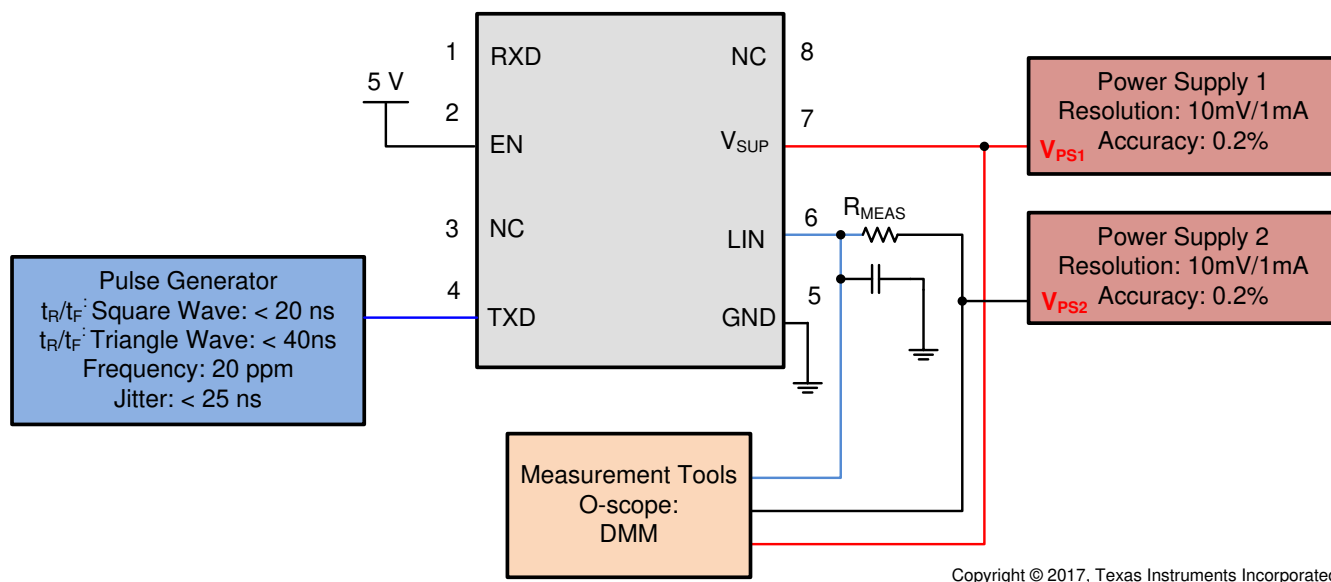 1
RXD
NC
8
5 V
2
EN
7
VSUP
3
NC
6
RMEAS
LIN
4
TXD
5
GND
Power Supply 1
Resolution: 10mV/1mA
VPS1 Accuracy: 0.2%
Power Supply 2
Resolution: 10mV/1mA
VPS2 Accuracy: 0.2%
Pulse Generator
tR/tF: Square Wave: < 20 ns
tR/tF: Triangle Wave: < 40ns
Frequency: 20 ppm
Jitter: < 25 ns
Measurement Tools
O-scope:
DMM
Copyright © 2017, Texas Instruments Incorporated